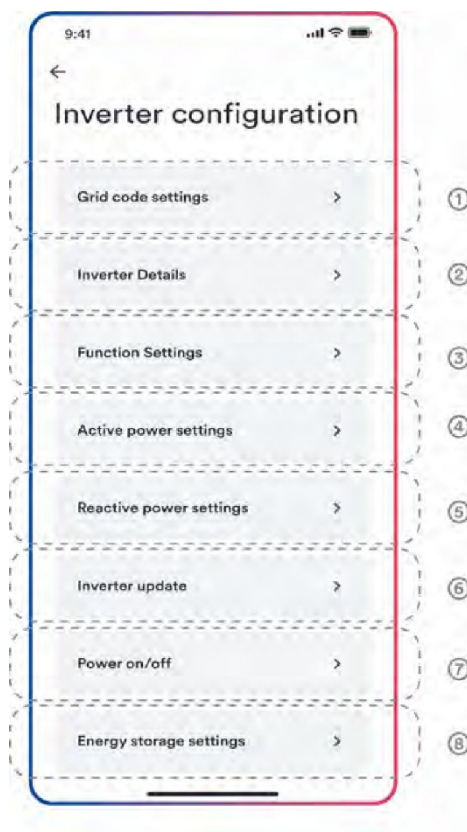 9:41
Inverter configuration
Grid code settings
①
Inverter Details
②
Function Settings
③
Active power settings
④
Reactive power settings
⑤
Inverter update
⑥
Power on/off
⑦
Energy storage settings
⑧